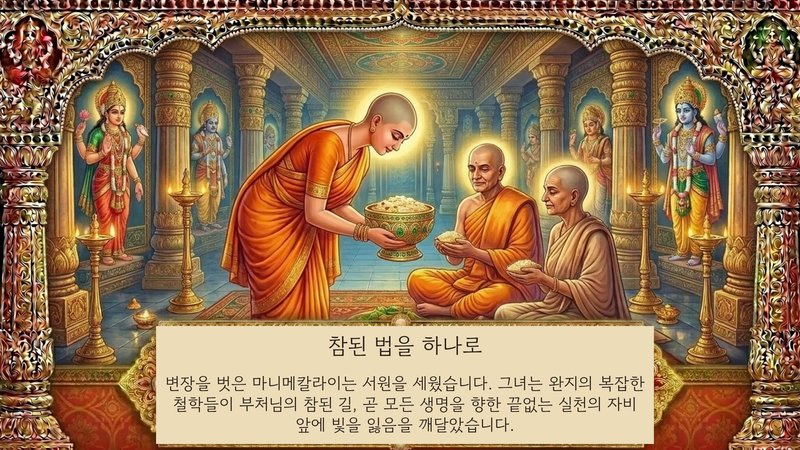 참된 법을 하나로
변장을 벗은 마니메칼라이는 서원을 세웠습니다. 그녀는 완지의 복잡한
철학들이 부처님의 참된 길, 곧 모든 생명을 향한 끝없는 실천의 자비
앞에 빛을 잃음을 깨달았습니다.